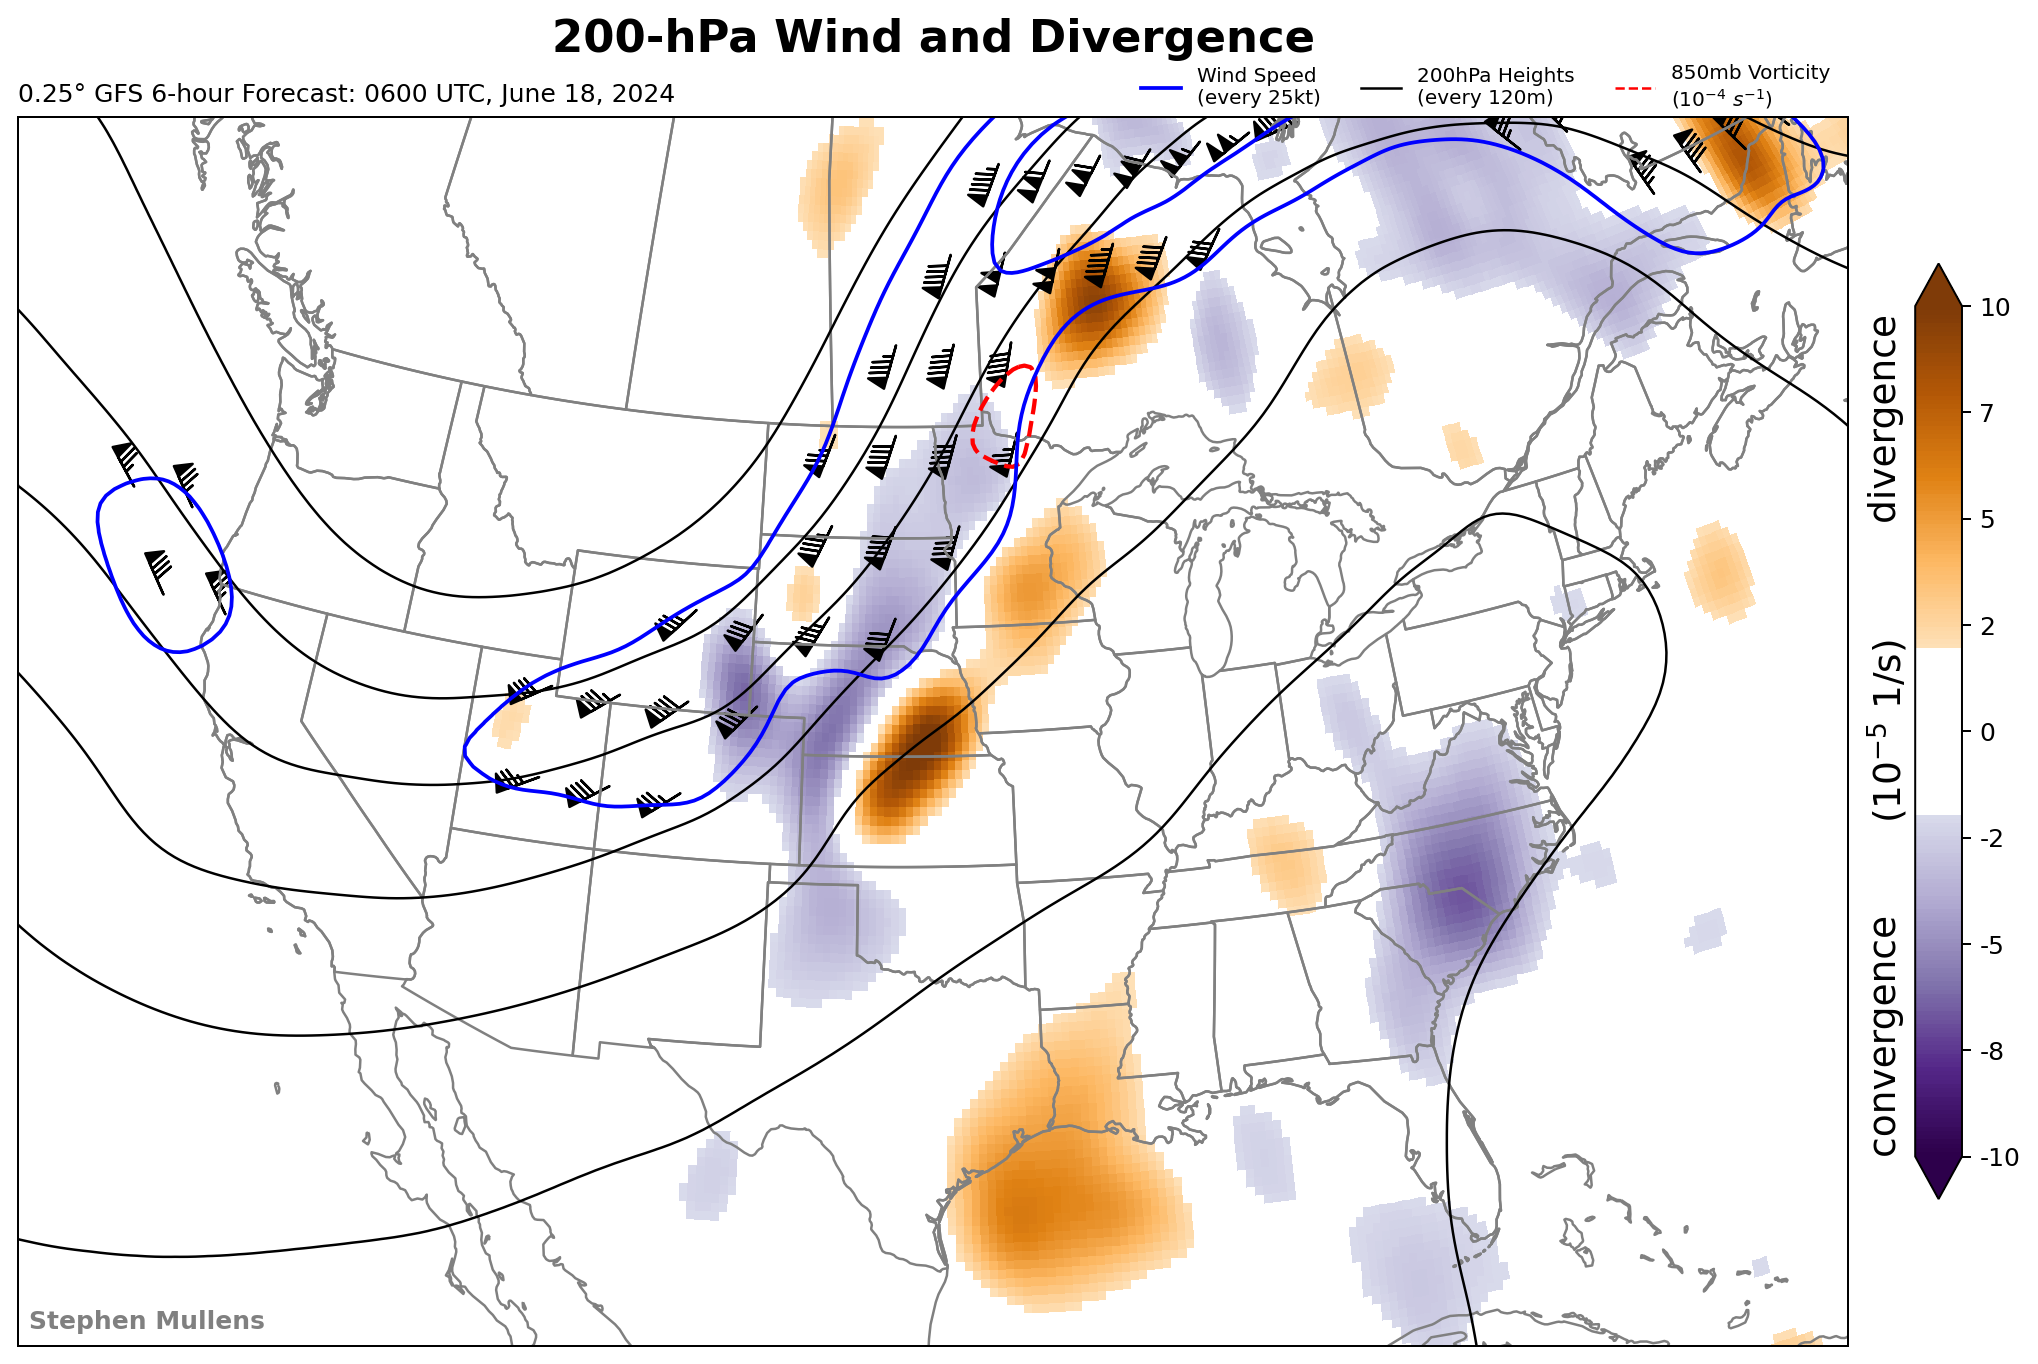 200-hPa Wind and Divergence
0.25° GFS 6-hour Forecast: 0600 UTC, June 18, 2024
Wind Speed
(every 25kt)
200hPa Heights
(every 120m)
850mb Vorticity
(10⁻⁴ s⁻¹)
divergence
(10⁻⁵ 1/s)
convergence
10
7
5
2
0
-2
-5
-8
-10
Stephen Mullens